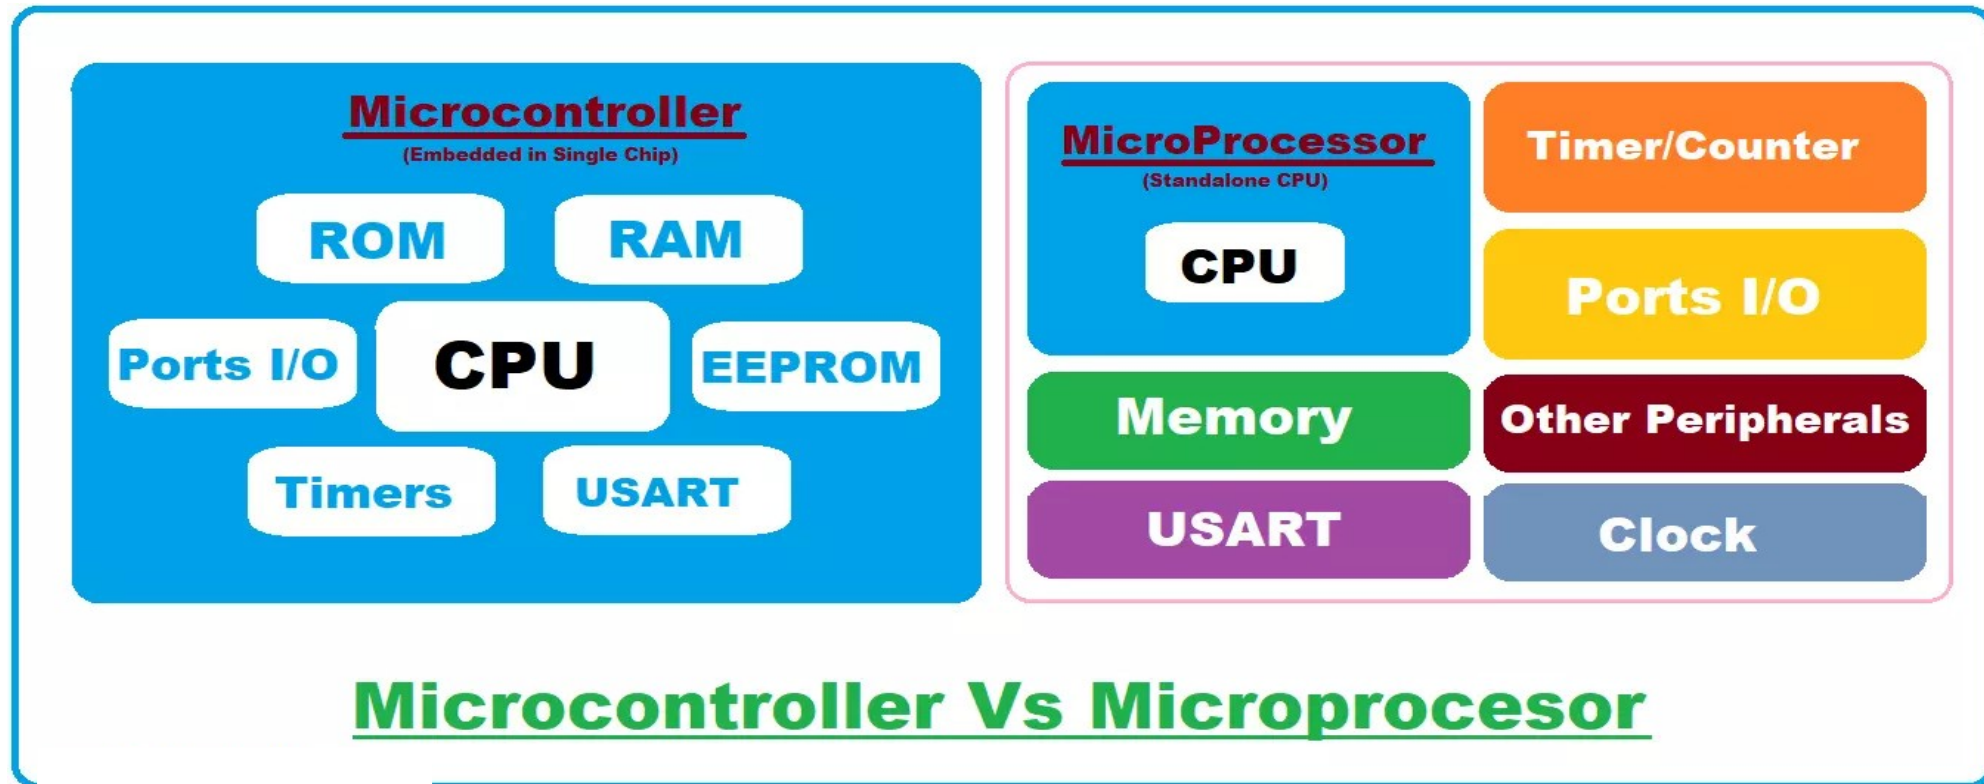 Microcontroller
(Embedded in Single Chip)
ROM
RAM
Ports I/O
CPU
EEPROM
Timers
USART
MicroProcessor
(Standalone CPU)
CPU
Memory
USART
Timer/Counter
Ports I/O
Other Peripherals
Clock
Microcontroller Vs Microprocesor